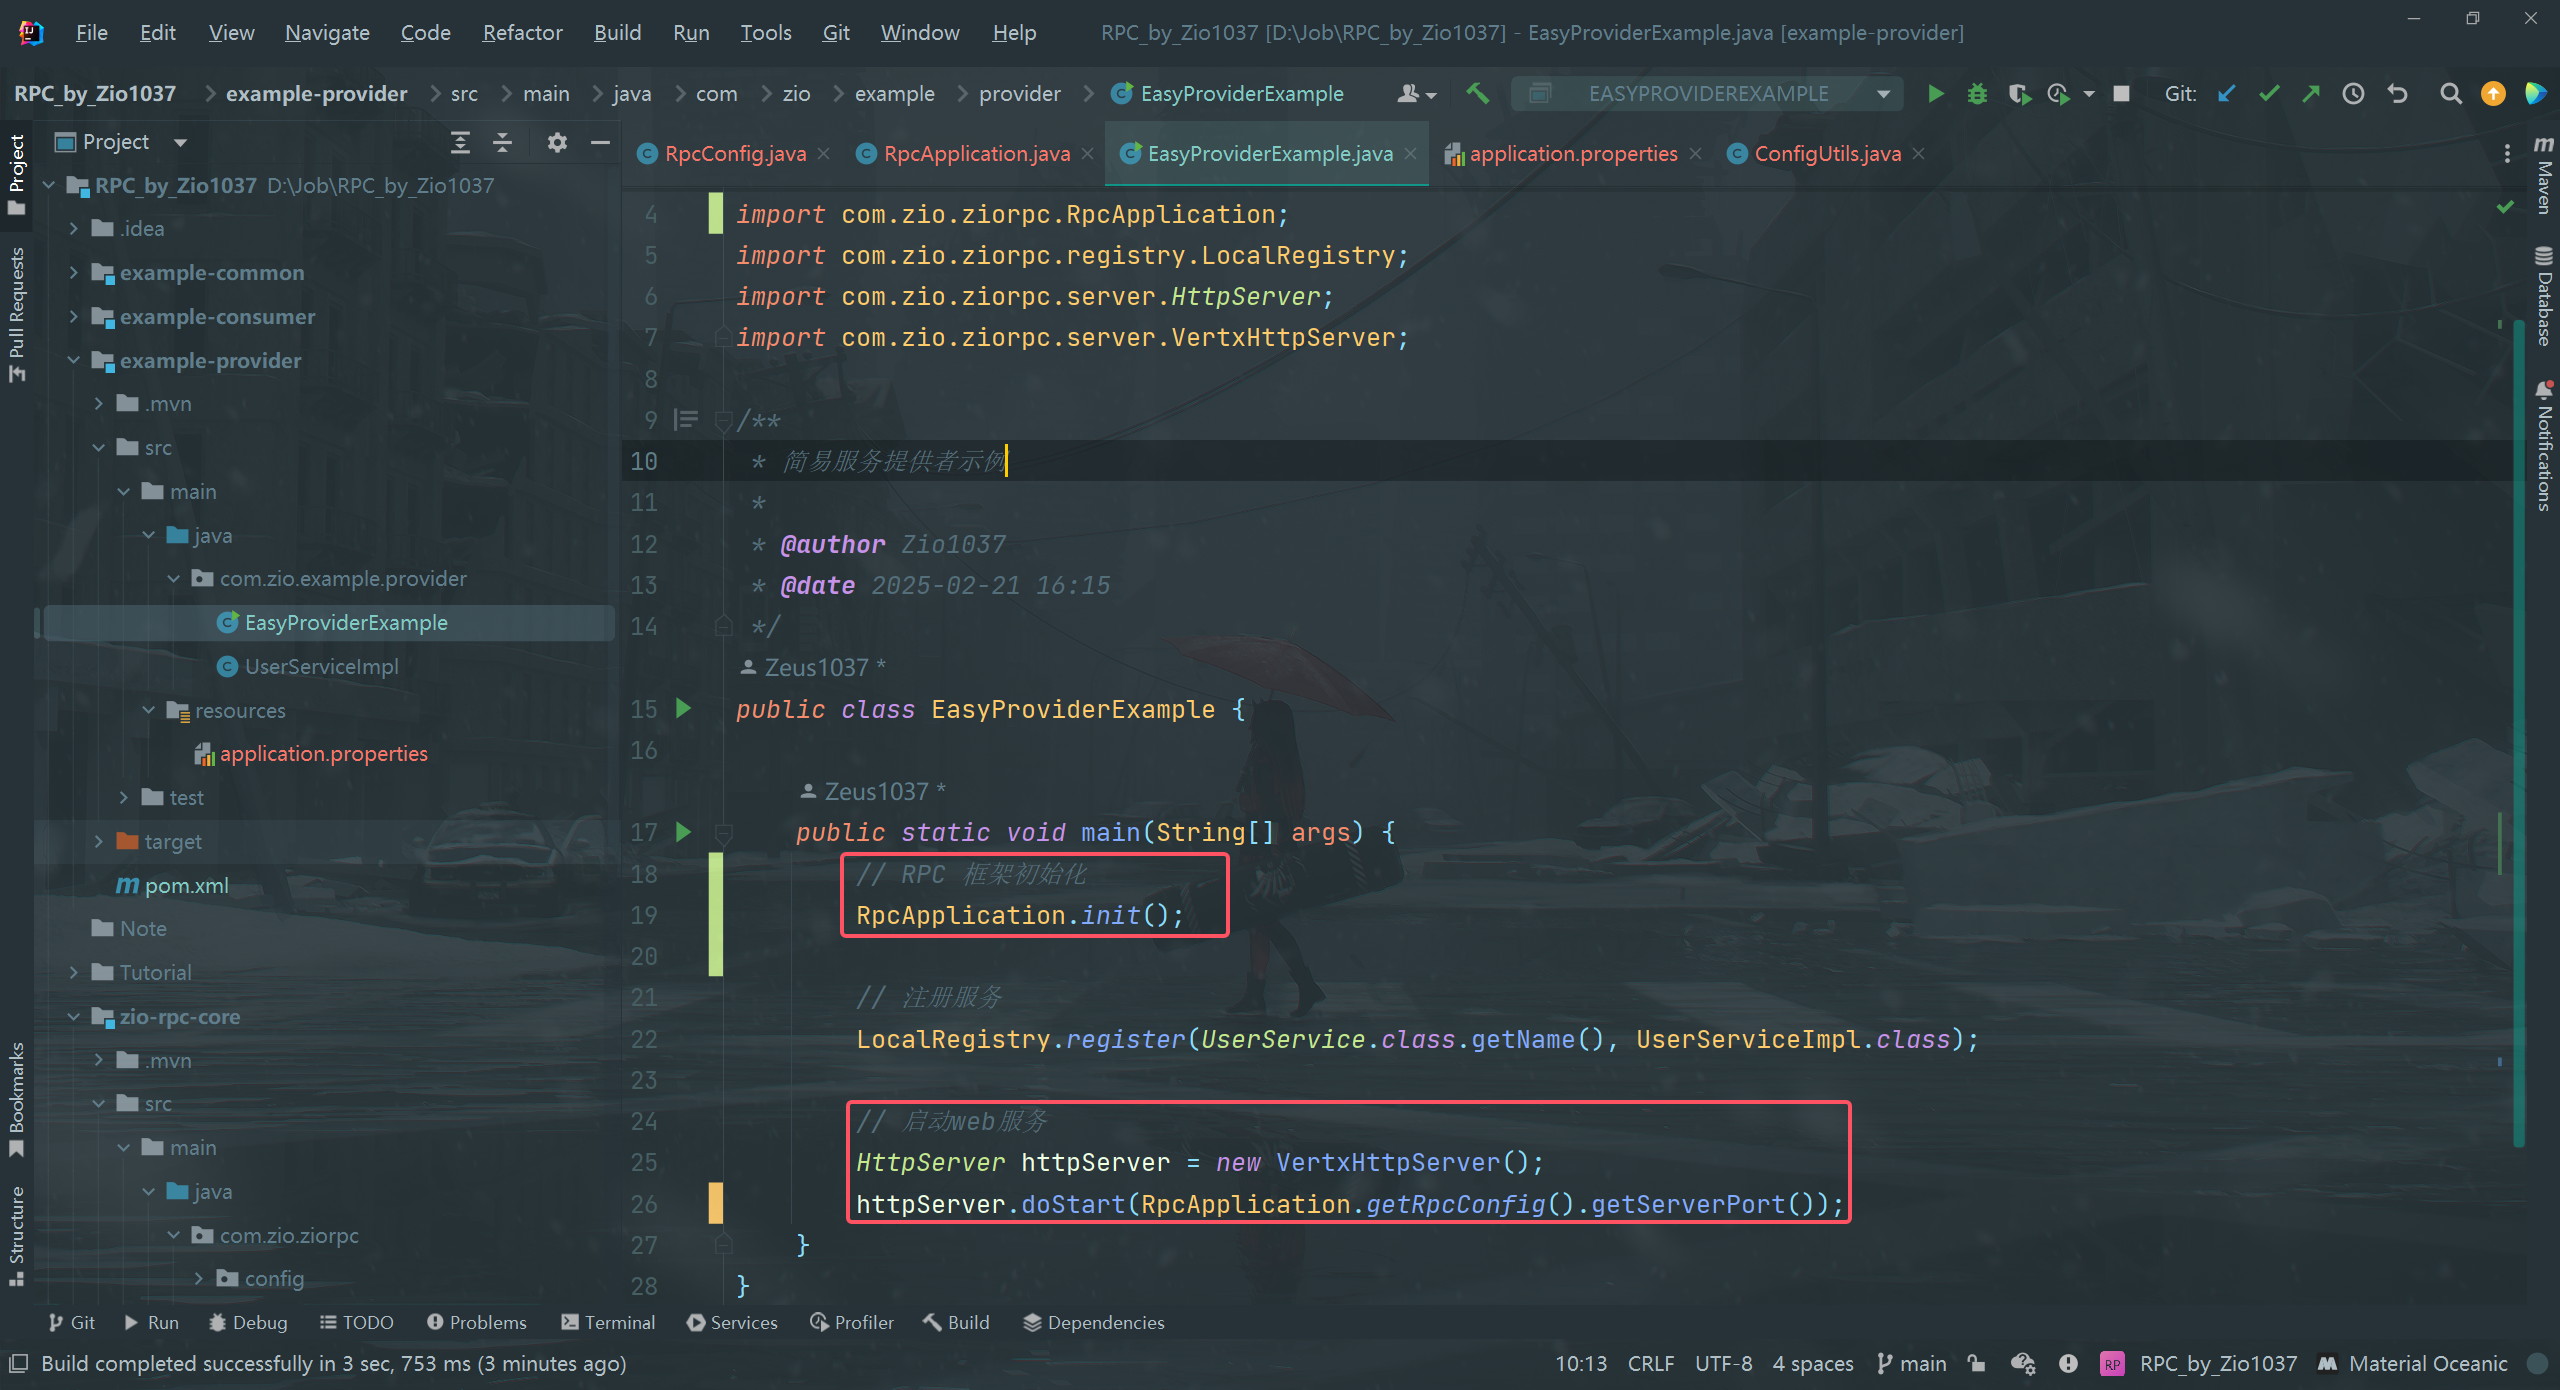 File Edit View Navigate Code Refactor Build Run Tools Git Window Help RPC_by_Zio1037 [D:\Job\RPC_by_Zio1037] - EasyProviderExample.java [example-provider]
RPC_by_Zio1037 example-provider src main java com zio example provider EasyProviderExample EASYPROVIDEREXAMPLE Git:
Project
RpcConfig.java RpcApplication.java EasyProviderExample.java application.properties ConfigUtils.java
Project
Pull Requests
Bookmarks
Structure
RPC_by_Zio1037 D:\Job\RPC_by_Zio1037
.idea
example-common
example-consumer
example-provider
.mvn
src
main
java
com.zio.example.provider
EasyProviderExample
UserServiceImpl
resources
application.properties
test
target
pom.xml
Note
Tutorial
zio-rpc-core
.mvn
src
main
java
com.zio.ziorpc
config
4 import com.zio.ziorpc.RpcApplication;
5 import com.zio.ziorpc.registry.LocalRegistry;
6 import com.zio.ziorpc.server.HttpServer;
7 import com.zio.ziorpc.server.VertxHttpServer;
8
9 /**
10 * 简易服务提供者示例
11 *
12 * @author Zio1037
13 * @date 2025-02-21 16:15
14 */
Zeus1037 *
15 public class EasyProviderExample {
16
Zeus1037 *
17 public static void main(String[] args) {
18 // RPC 框架初始化
19 RpcApplication.init();
20
21 // 注册服务
22 LocalRegistry.register(UserService.class.getName(), UserServiceImpl.class);
23
24 // 启动web服务
25 HttpServer httpServer = new VertxHttpServer();
26 httpServer.doStart(RpcApplication.getRpcConfig().getServerPort());
27 }
28 }
Maven
Database
Notifications
Git Run Debug TODO Problems Terminal Services Profiler Build Dependencies
Build completed successfully in 3 sec, 753 ms (3 minutes ago) 10:13 CRLF UTF-8 4 spaces main RP RPC_by_Zio1037 Material Oceanic